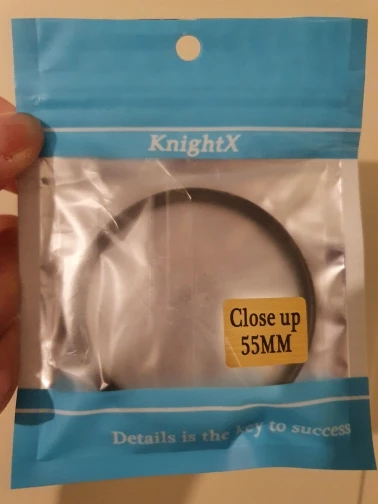 KnightX
Close up
55MM
Details is the key to success